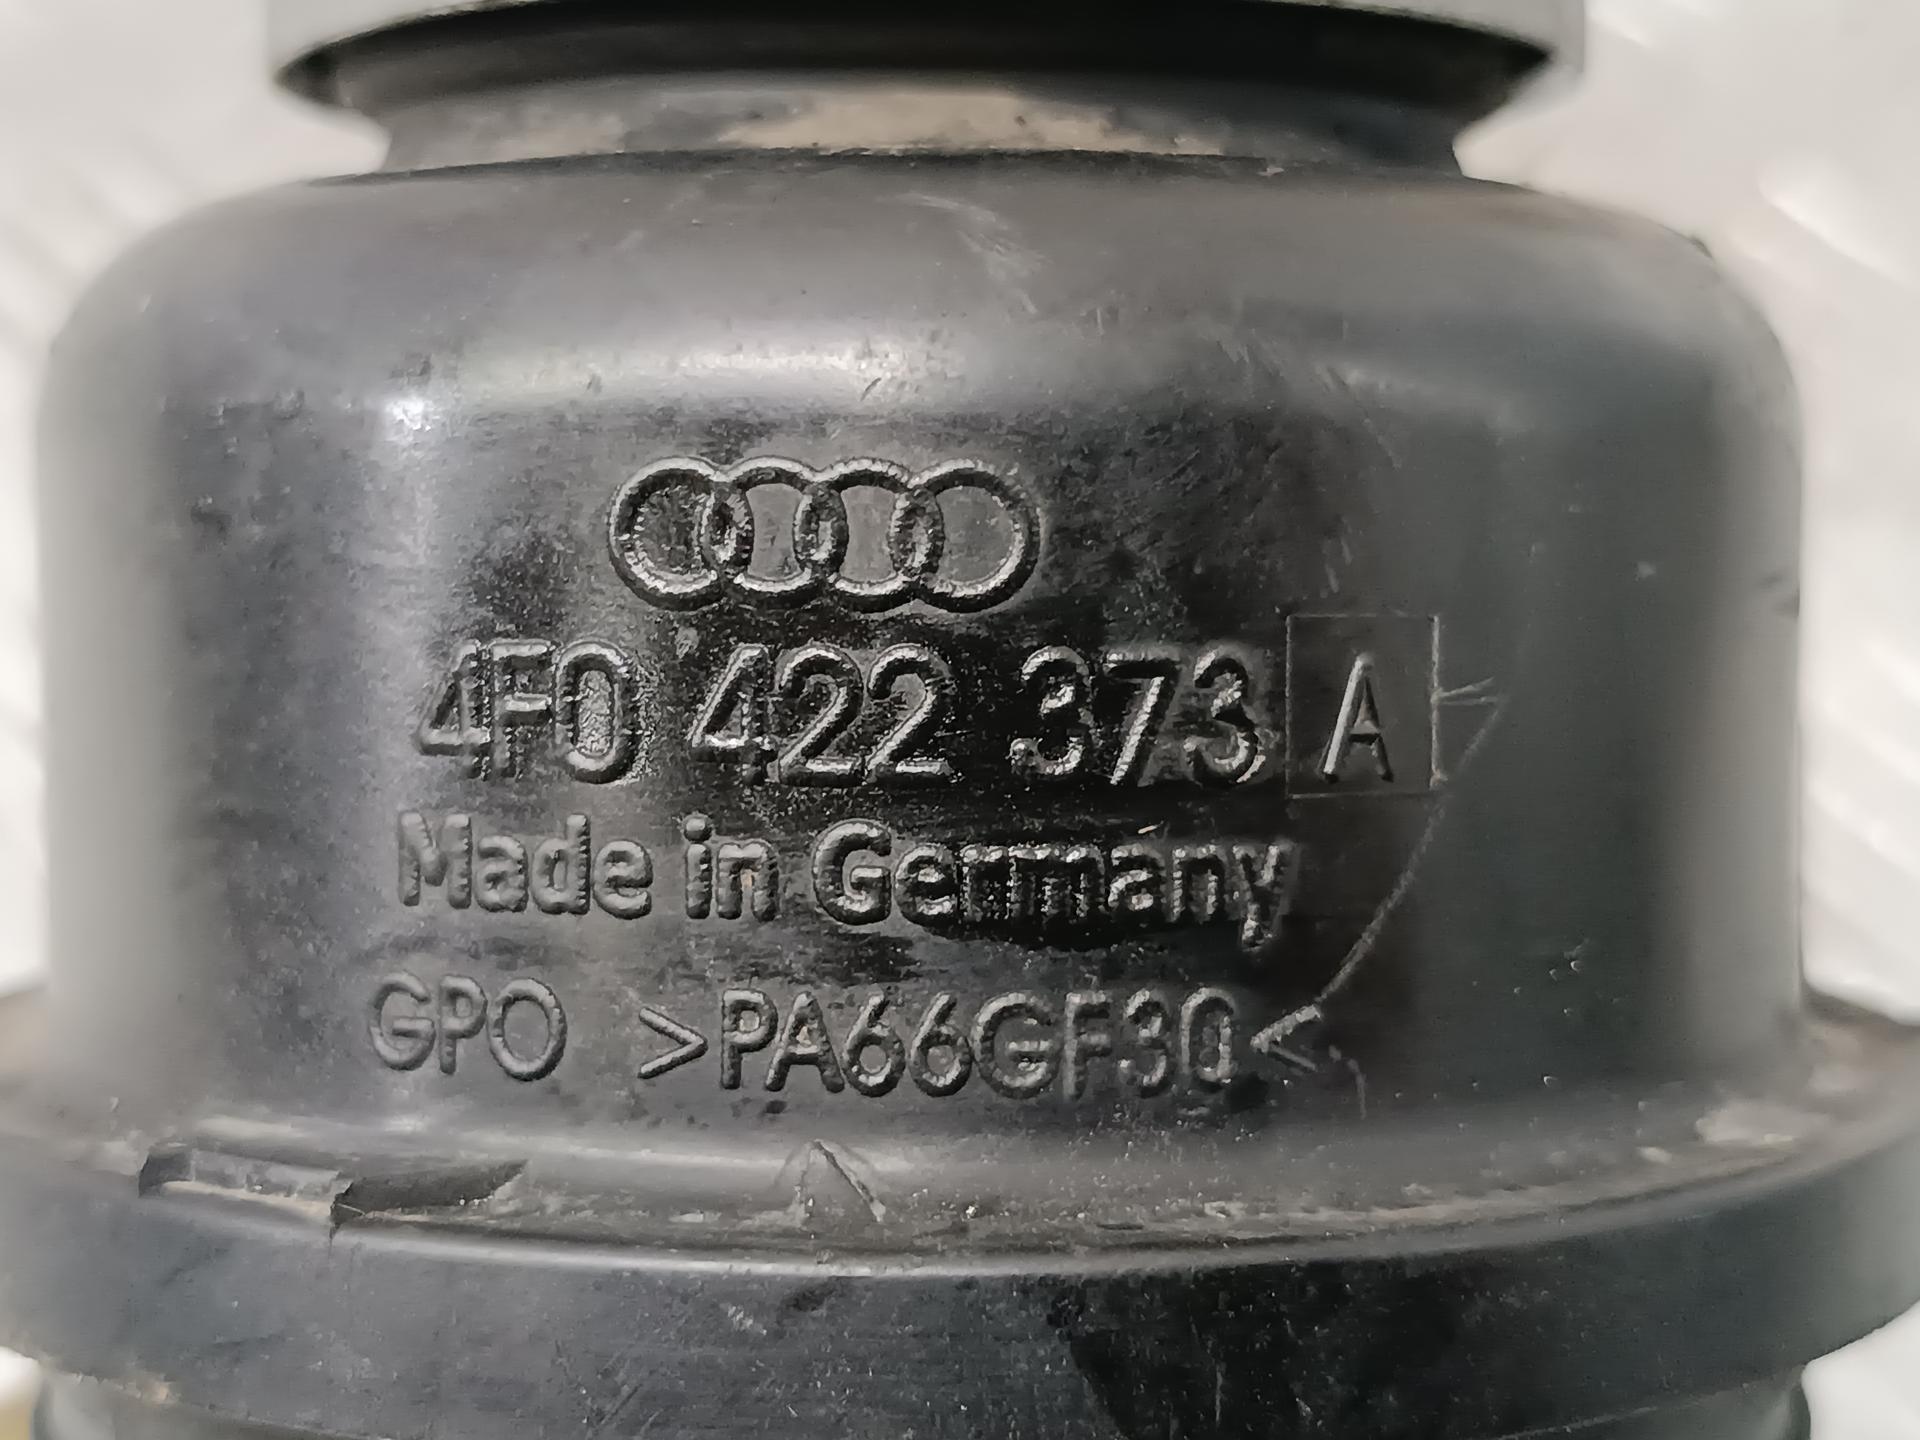 4F0 422 373 A
Made in Germany
GPO >PA66GF30<